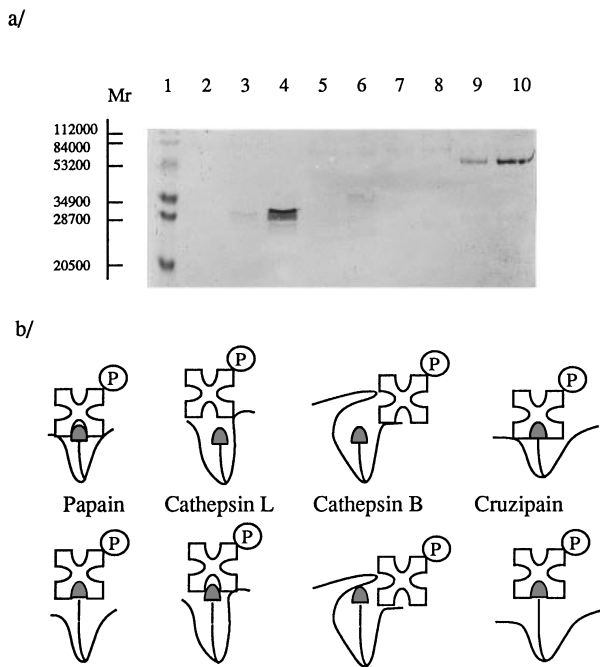 a/
Mr 1 2 3 4 5 6 7 8 9 10
112000
84000
53200
34900
28700
20500
b/
P P P P
Papain Cathepsin L Cathepsin B Cruzipain
P P P P